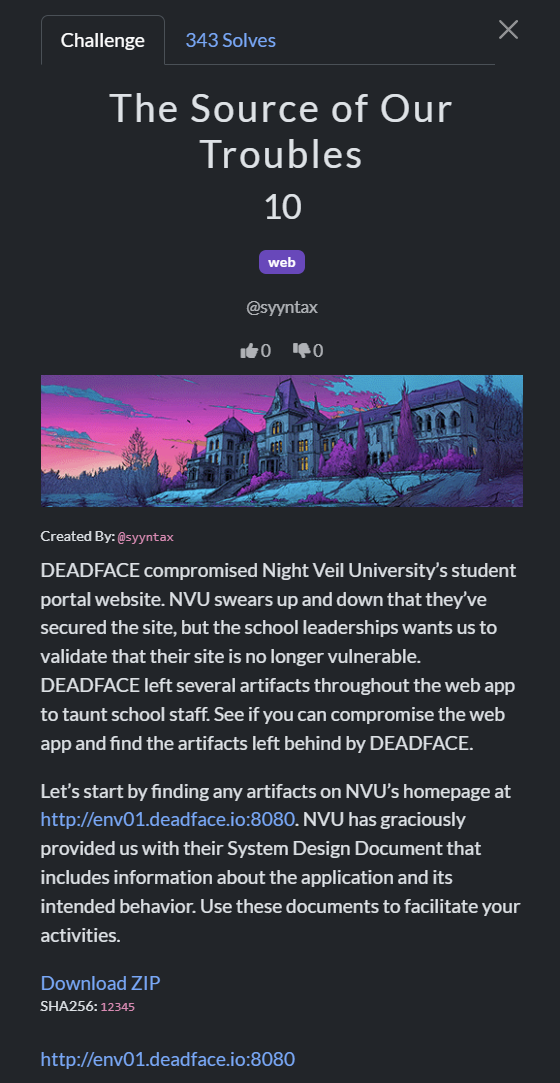 Challenge
343 Solves
The Source of Our
Troubles
10
web
@syyntax
0
0
Created By: @syyntax
DEADFACE compromised Night Veil University’s student
portal website. NVU swears up and down that they’ve
secured the site, but the school leaderships wants us to
validate that their site is no longer vulnerable.
DEADFACE left several artifacts throughout the web app
to taunt school staff. See if you can compromise the web
app and find the artifacts left behind by DEADFACE.
Let’s start by finding any artifacts on NVU’s homepage at
http://env01.deadface.io:8080. NVU has graciously
provided us with their System Design Document that
includes information about the application and its
intended behavior. Use these documents to facilitate your
activities.
Download ZIP
SHA256: 12345
http://env01.deadface.io:8080